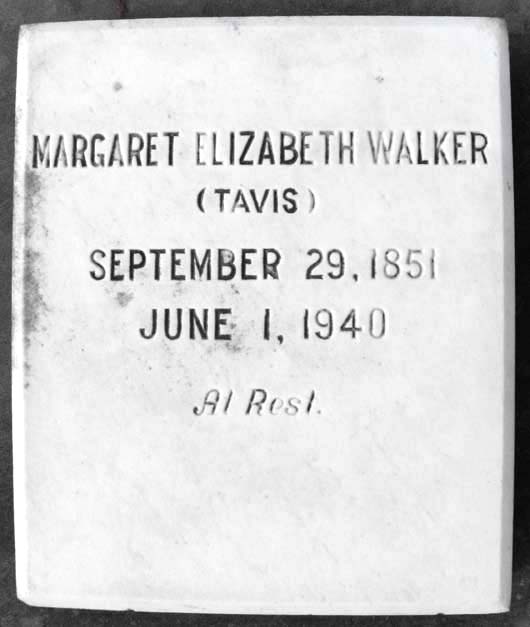 MARGARET ELIZABETH WALKER
(TAVIS)
SEPTEMBER 29, 1851
JUNE 1, 1940
At Rest.